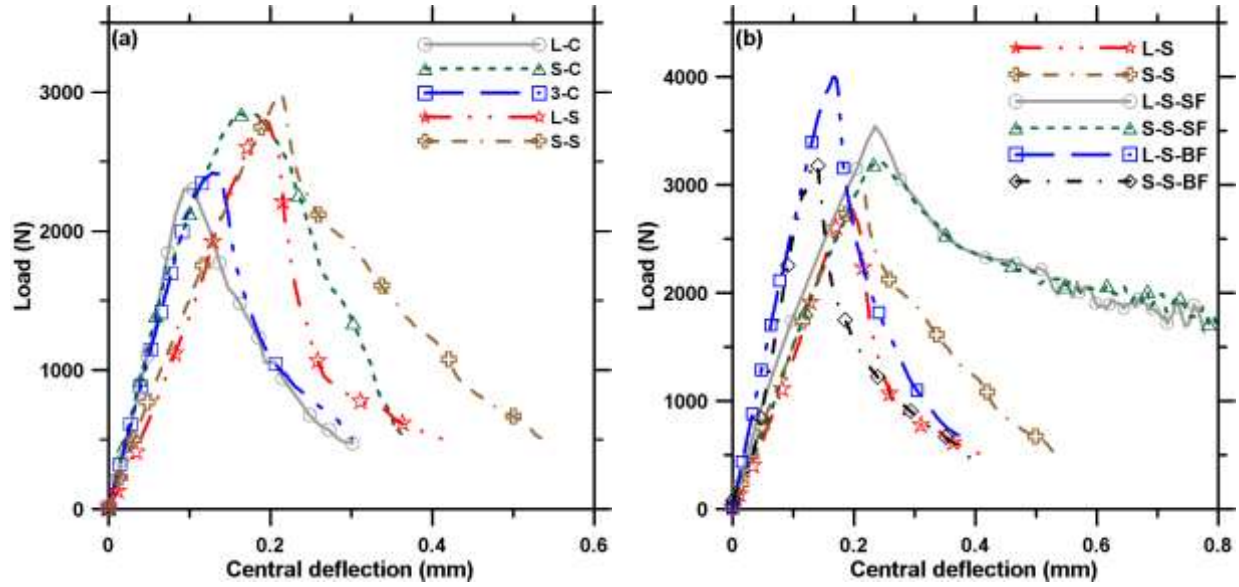 (a)
L-C
S-C
3-C
L-S
S-S
3000
2000
1000
0
Load (N)
0 0.2 0.4 0.6
Central deflection (mm)
(b)
L-S
S-S
L-S-SF
S-S-SF
L-S-BF
S-S-BF
4000
3000
2000
1000
0
Load (N)
0 0.2 0.4 0.6 0.8
Central deflection (mm)